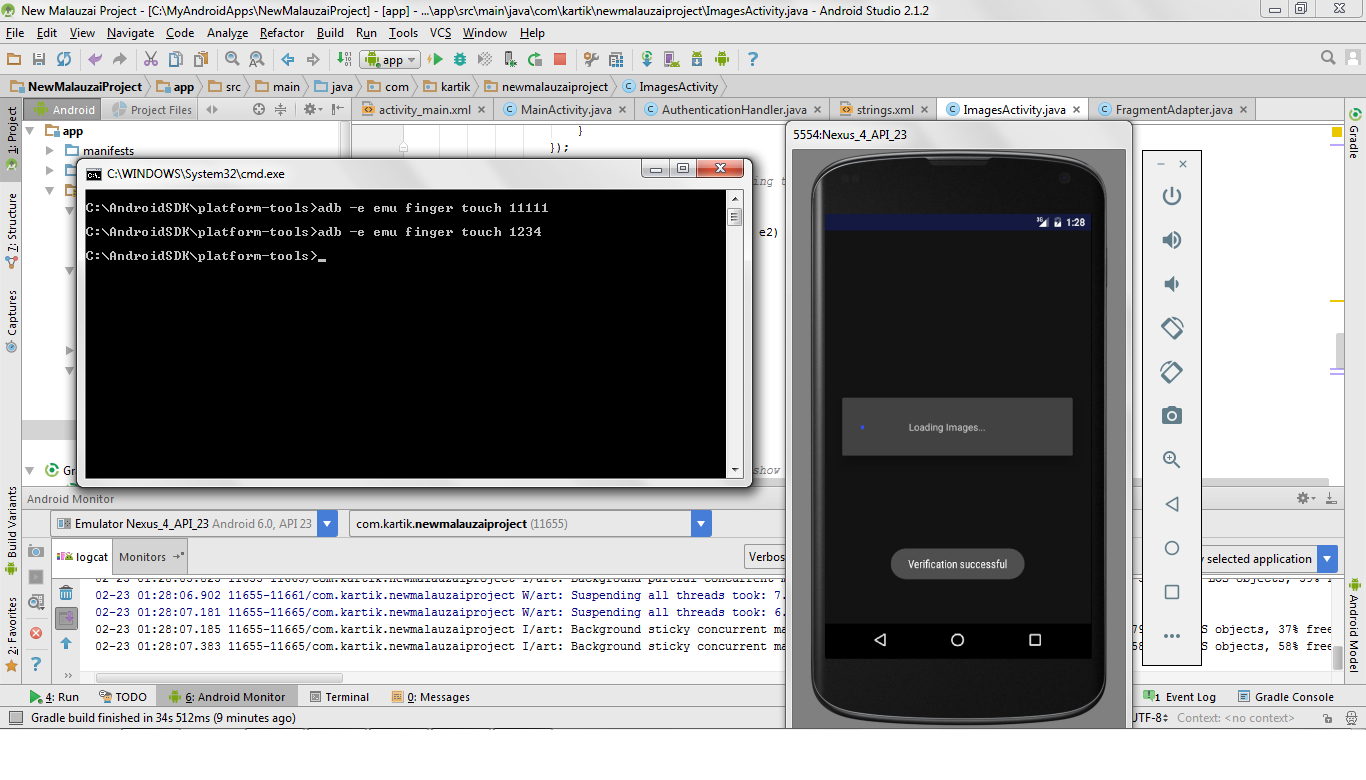 New Malauzai Project - [C:\MyAndroidApps\NewMalauzaiProject] - [app] - ...\app\src\main\java\com\kartik\newmalauzaiproject\ImagesActivity.java - Android Studio 2.1.2
File Edit View Navigate Code Analyze Refactor Build Run Tools VCS Window Help
app
NewMalauzaiProject app src main java com kartik newmalauzaiproject ImagesActivity
Android Project Files activity_main.xml MainActivity.java AuthenticationHandler.java strings.xml ImagesActivity.java FragmentAdapter.java
1: Project
7: Structure
Captures
Build Variants
2: Favorites
Gradle
Android Model
app
manifests
}
});
e2)
show
C:\WINDOWS\System32\cmd.exe
C:\AndroidSDK\platform-tools>adb -e emu finger touch 11111
C:\AndroidSDK\platform-tools>adb -e emu finger touch 1234
C:\AndroidSDK\platform-tools>
5554:Nexus_4_API_23
1:28
Loading Images...
Verification successful
Android Monitor
Emulator Nexus_4_API_23 Android 6.0, API 23 com.kartik.newmalauzaiproject (11655)
logcat Monitors Verbos selected application
02-23 01:28:06.902 11655-11661/com.kartik.newmalauzaiproject W/art: Suspending all threads took: 7.
02-23 01:28:07.181 11655-11665/com.kartik.newmalauzaiproject W/art: Suspending all threads took: 6.
02-23 01:28:07.185 11655-11665/com.kartik.newmalauzaiproject I/art: Background sticky concurrent ma S objects, 37% free
02-23 01:28:07.383 11655-11665/com.kartik.newmalauzaiproject I/art: Background sticky concurrent ma S objects, 58% free
4: Run TODO 6: Android Monitor Terminal 0: Messages 1 Event Log Gradle Console
Gradle build finished in 34s 512ms (9 minutes ago) UTF-8 Context: <no context>